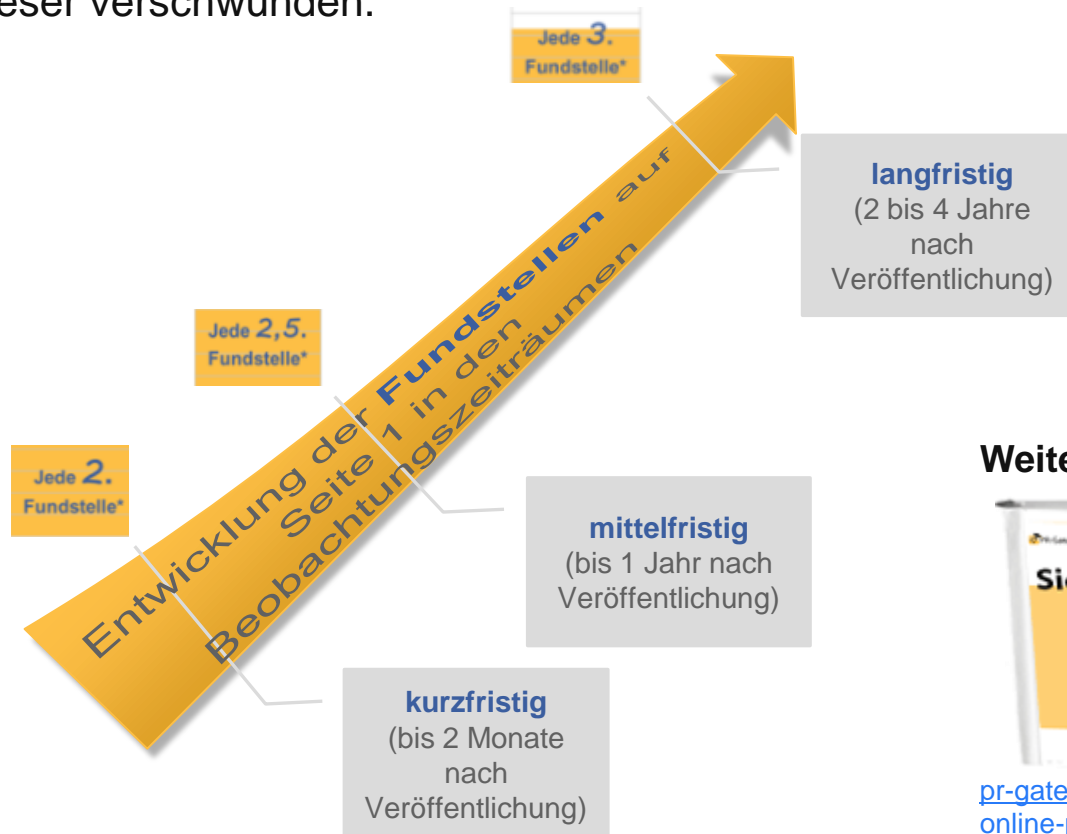 eser verschwunden.
Jede 3.
Fundstelle*
langfristig
(2 bis 4 Jahre
nach
Veröffentlichung)
Entwicklung der Fundstellen auf
Seite 1 in den
Beobachtungszeiträumen
Jede 2,5.
Fundstelle*
Jede 2.
Fundstelle*
mittelfristig
(bis 1 Jahr nach
Veröffentlichung)
kurzfristig
(bis 2 Monate
nach
Veröffentlichung)
Weite
Si
pr-gate
online-